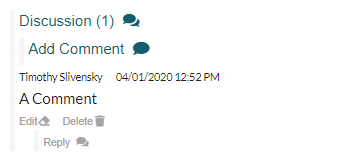 Discussion (1)
Add Comment
Timothy Slivensky 04/01/2020 12:52 PM
A Comment
Edit Delete
Reply